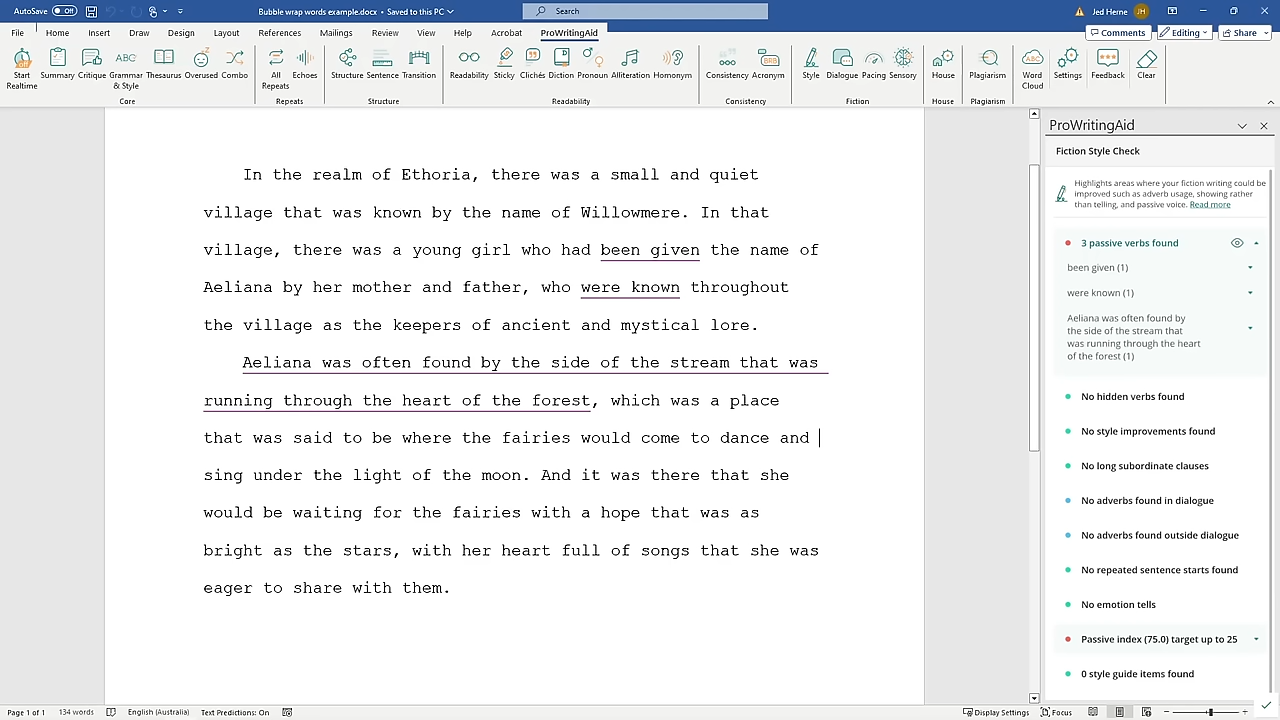 AutoSave Off
Bubble wrap words example.docx • Saved to this PC
Search
Jed Herne JH
File Home Insert Draw Design Layout References Mailings Review View Help Acrobat ProWritingAid
Comments Editing Share
Start Realtime Summary Critique Grammar & Style Thesaurus Overused Combo All Repeats Echoes Structure Sentence Transition Readability Sticky Clichés Diction Pronoun Alliteration Homonym Consistency Acronym Style Dialogue Pacing Sensory House Plagiarism Word Cloud Settings Feedback Clear
Core Repeats Structure Readability Consistency Fiction House Plagiarism
In the realm of Ethoria, there was a small and quiet
village that was known by the name of Willowmere. In that
village, there was a young girl who had been given the name of
Aeliana by her mother and father, who were known throughout
the village as the keepers of ancient and mystical lore.
Aeliana was often found by the side of the stream that was
running through the heart of the forest, which was a place
that was said to be where the fairies would come to dance and
sing under the light of the moon. And it was there that she
would be waiting for the fairies with a hope that was as
bright as the stars, with her heart full of songs that she was
eager to share with them.
ProWritingAid
Fiction Style Check
Highlights areas where your fiction writing could be
improved such as adverb usage, showing rather
than telling, and passive voice. Read more
3 passive verbs found
been given (1)
were known (1)
Aeliana was often found by
the side of the stream that
was running through the heart
of the forest (1)
No hidden verbs found
No style improvements found
No long subordinate clauses
No adverbs found in dialogue
No adverbs found outside dialogue
No repeated sentence starts found
No emotion tells
Passive index (75.0) target up to 25
0 style guide items found
Page 1 of 1 134 words English (Australia) Text Predictions: On
Display Settings Focus